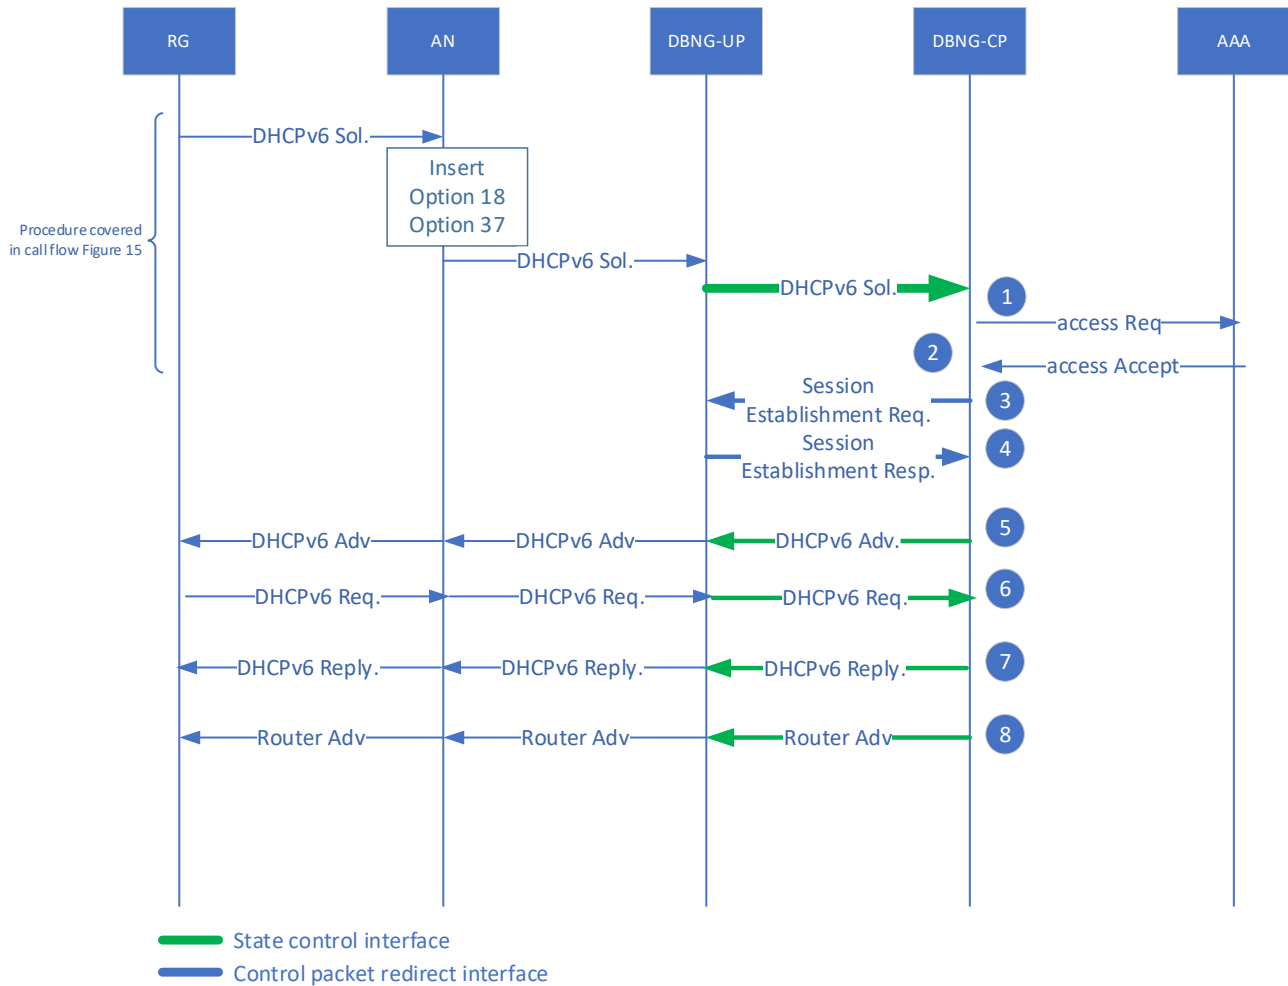 RG
AN
DBNG-UP
DBNG-CP
AAA
DHCPv6 Sol.
Insert
Option 18
Option 37
Procedure covered
in call flow Figure 15
DHCPv6 Sol.
DHCPv6 Sol.
1
access Req
2
access Accept
Session
Establishment Req.
3
Session
Establishment Resp.
4
DHCPv6 Adv
DHCPv6 Adv
DHCPv6 Adv.
5
DHCPv6 Req.
DHCPv6 Req.
DHCPv6 Req.
6
DHCPv6 Reply.
DHCPv6 Reply.
DHCPv6 Reply.
7
Router Adv
Router Adv
Router Adv
8
State control interface
Control packet redirect interface